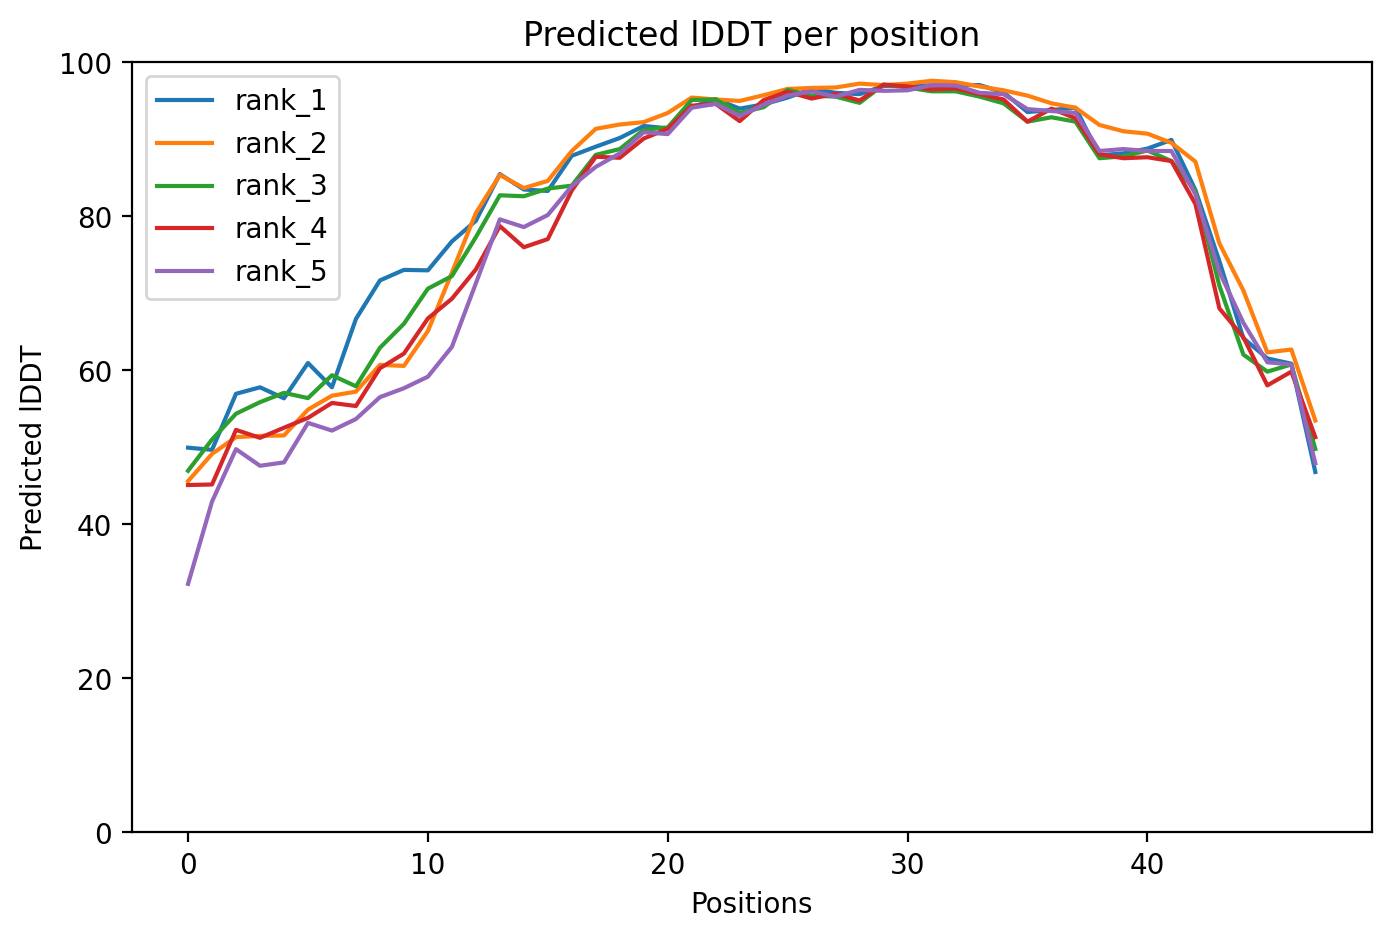 Predicted lDDT per position
100
80
60
40
20
0
Predicted lDDT
rank_1
rank_2
rank_3
rank_4
rank_5
0 10 20 30 40
Positions